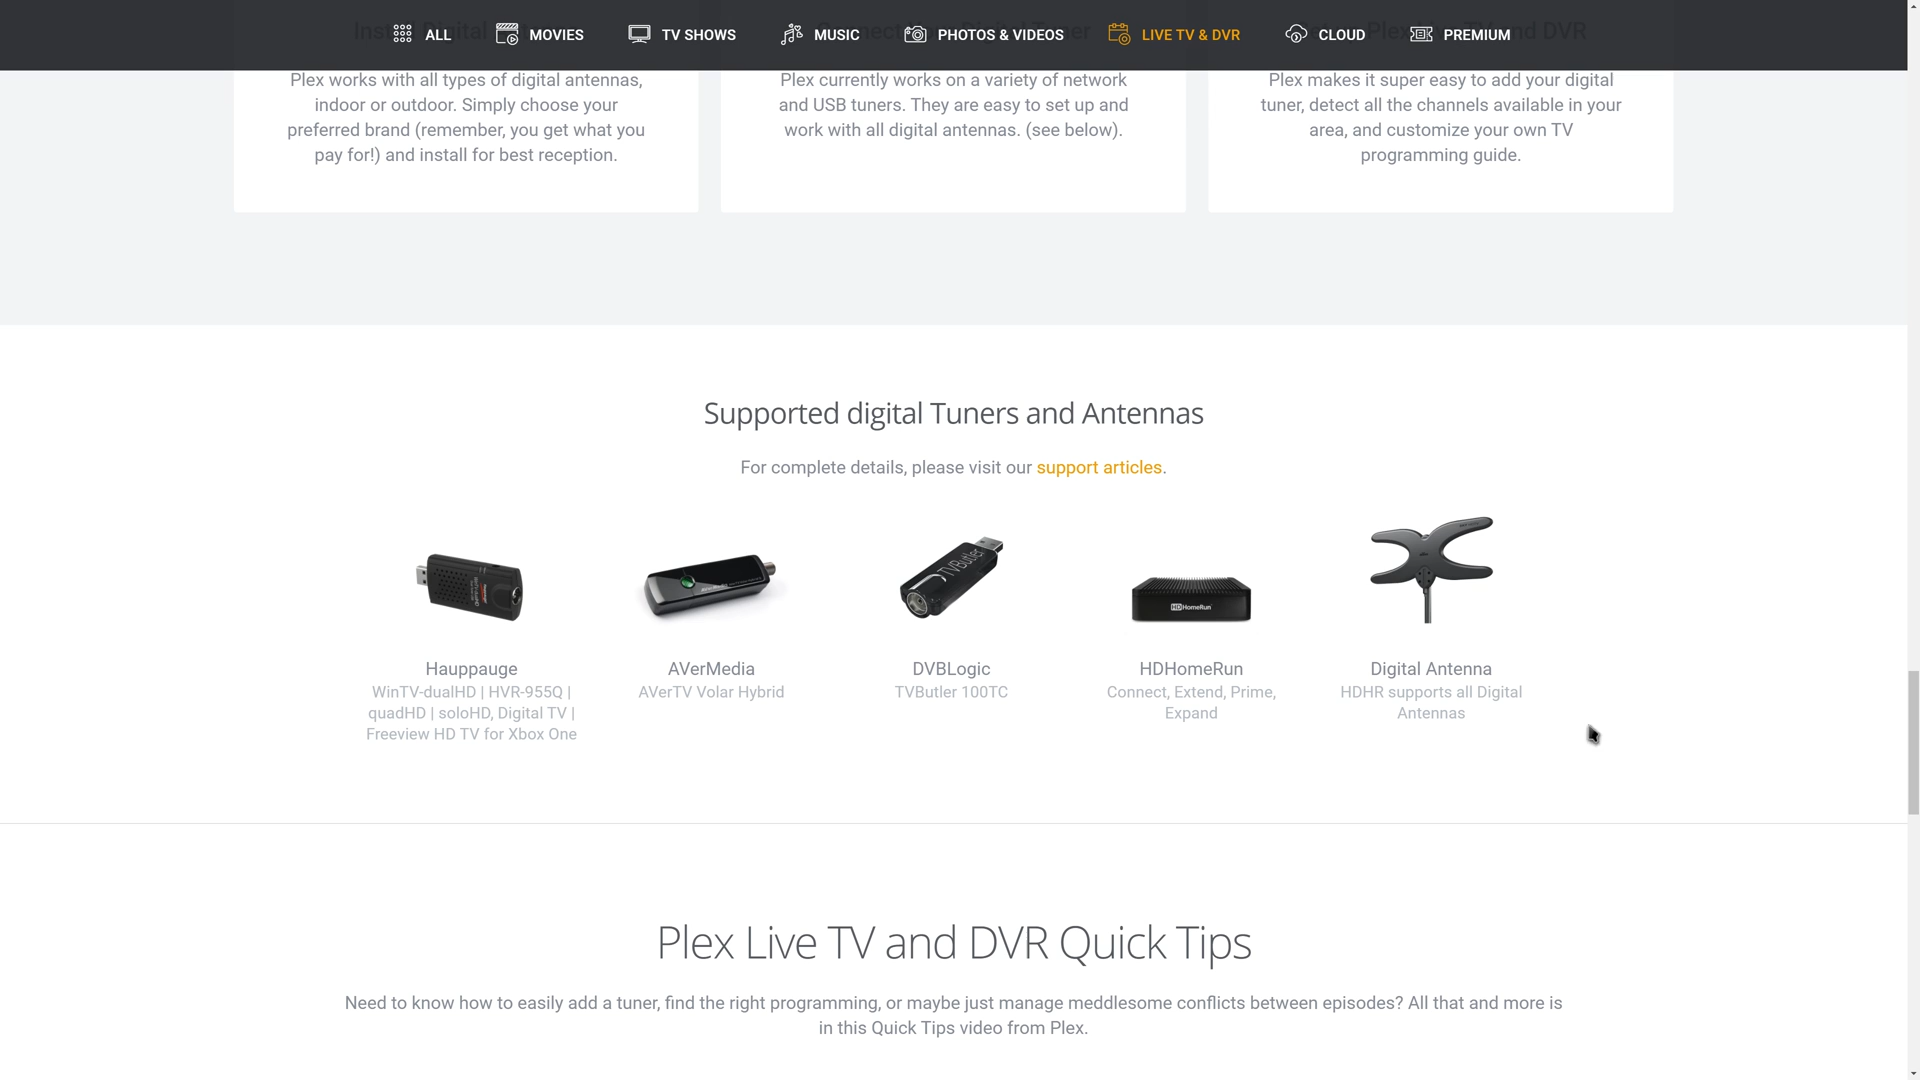 ALL
MOVIES
TV SHOWS
MUSIC
PHOTOS & VIDEOS
LIVE TV & DVR
CLOUD
PREMIUM
Plex works with all types of digital antennas,
indoor or outdoor. Simply choose your
preferred brand (remember, you get what you
pay for!) and install for best reception.
Plex currently works on a variety of network
and USB tuners. They are easy to set up and
work with all digital antennas. (see below).
Plex makes it super easy to add your digital
tuner, detect all the channels available in your
area, and customize your own TV
programming guide.
Supported digital Tuners and Antennas
For complete details, please visit our support articles.
TVButler
HDHomeRun
Hauppauge
WinTV-dualHD | HVR-955Q |
quadHD | soloHD, Digital TV |
Freeview HD TV for Xbox One
AVerMedia
AVerTV Volar Hybrid
DVBLogic
TVButler 100TC
HDHomeRun
Connect, Extend, Prime,
Expand
Digital Antenna
HDHR supports all Digital
Antennas
Plex Live TV and DVR Quick Tips
Need to know how to easily add a tuner, find the right programming, or maybe just manage meddlesome conflicts between episodes? All that and more is
in this Quick Tips video from Plex.